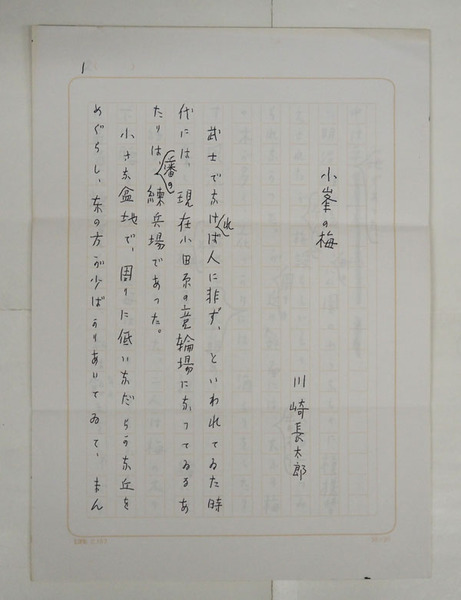 1
小峯の梅
川崎長太郎
武士でなければ人に非ず、といわれてゐた時
代には、現在小田原の競輪場になつてゐるあ
たりは、藩の練兵場であつた。
小さな盆地で、周りに低いなだらかな丘を
めぐらし、東の方が少ばかりあいてゐて、まん